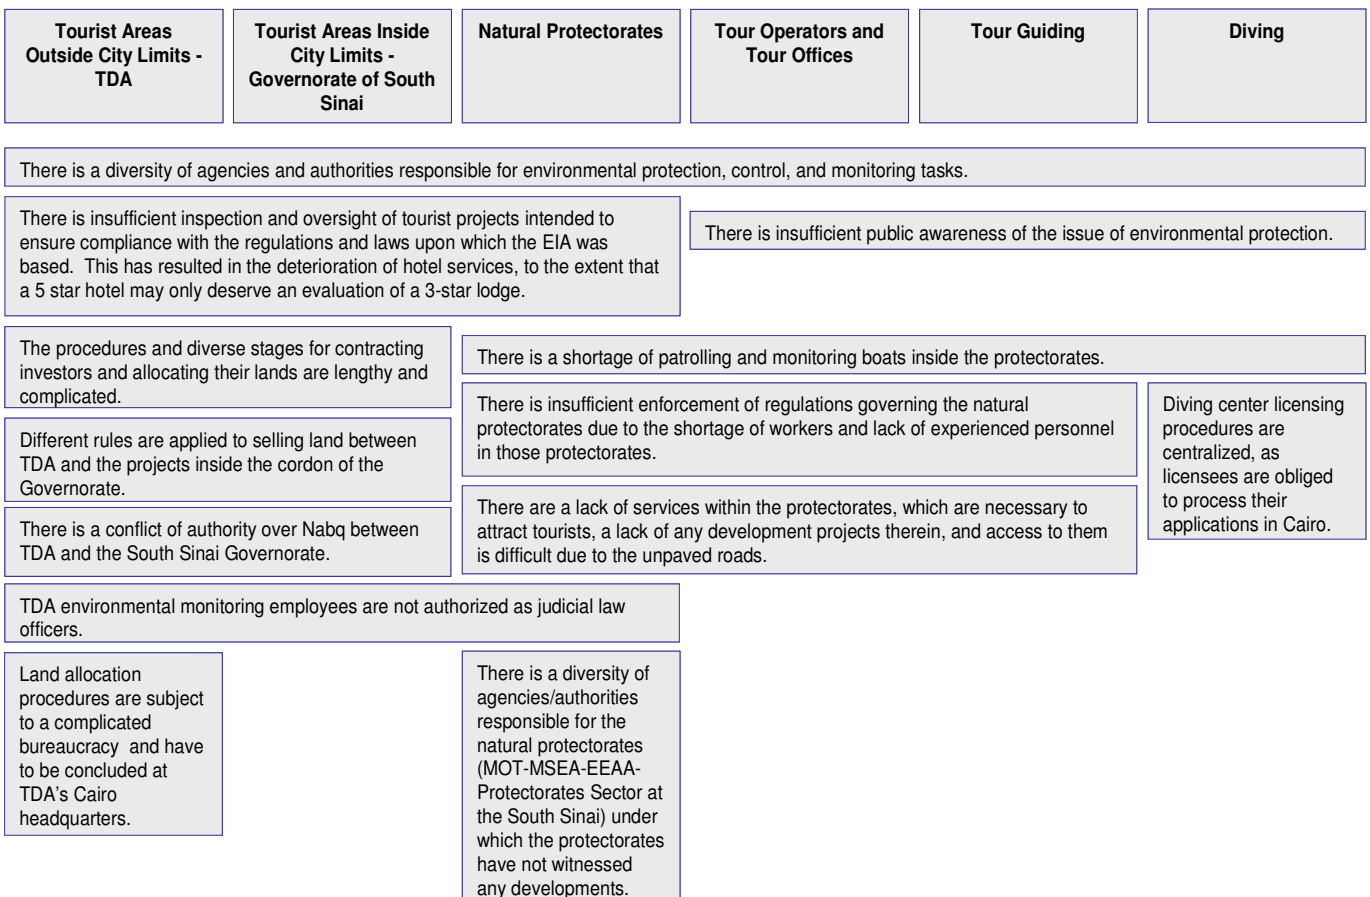 Tourist Areas
Outside City Limits -
TDA
Tourist Areas Inside
City Limits -
Governorate of South
Sinai
Natural Protectorates
Tour Operators and
Tour Offices
Tour Guiding
Diving
There is a diversity of agencies and authorities responsible for environmental protection, control, and monitoring tasks.
There is insufficient inspection and oversight of tourist projects intended to
ensure compliance with the regulations and laws upon which the EIA was
based.  This has resulted in the deterioration of hotel services, to the extent that
a 5 star hotel may only deserve an evaluation of a 3-star lodge.
There is insufficient public awareness of the issue of environmental protection.
The procedures and diverse stages for contracting
investors and allocating their lands are lengthy and
complicated.
There is a shortage of patrolling and monitoring boats inside the protectorates.
There is insufficient enforcement of regulations governing the natural
protectorates due to the shortage of workers and lack of experienced personnel
in those protectorates.
Diving center licensing
procedures are
centralized, as
licensees are obliged
to process their
applications in Cairo.
Different rules are applied to selling land between
TDA and the projects inside the cordon of the
Governorate.
There are a lack of services within the protectorates, which are necessary to
attract tourists, a lack of any development projects therein, and access to them
is difficult due to the unpaved roads.
There is a conflict of authority over Nabq between
TDA and the South Sinai Governorate.
TDA environmental monitoring employees are not authorized as judicial law
officers.
Land allocation
procedures are subject
to a complicated
bureaucracy  and have
to be concluded at
TDA's Cairo
headquarters.
There is a diversity of
agencies/authorities
responsible for the
natural protectorates
(MOT-MSEA-EEAA-
Protectorates Sector at
the South Sinai) under
which the protectorates
have not witnessed
any developments.